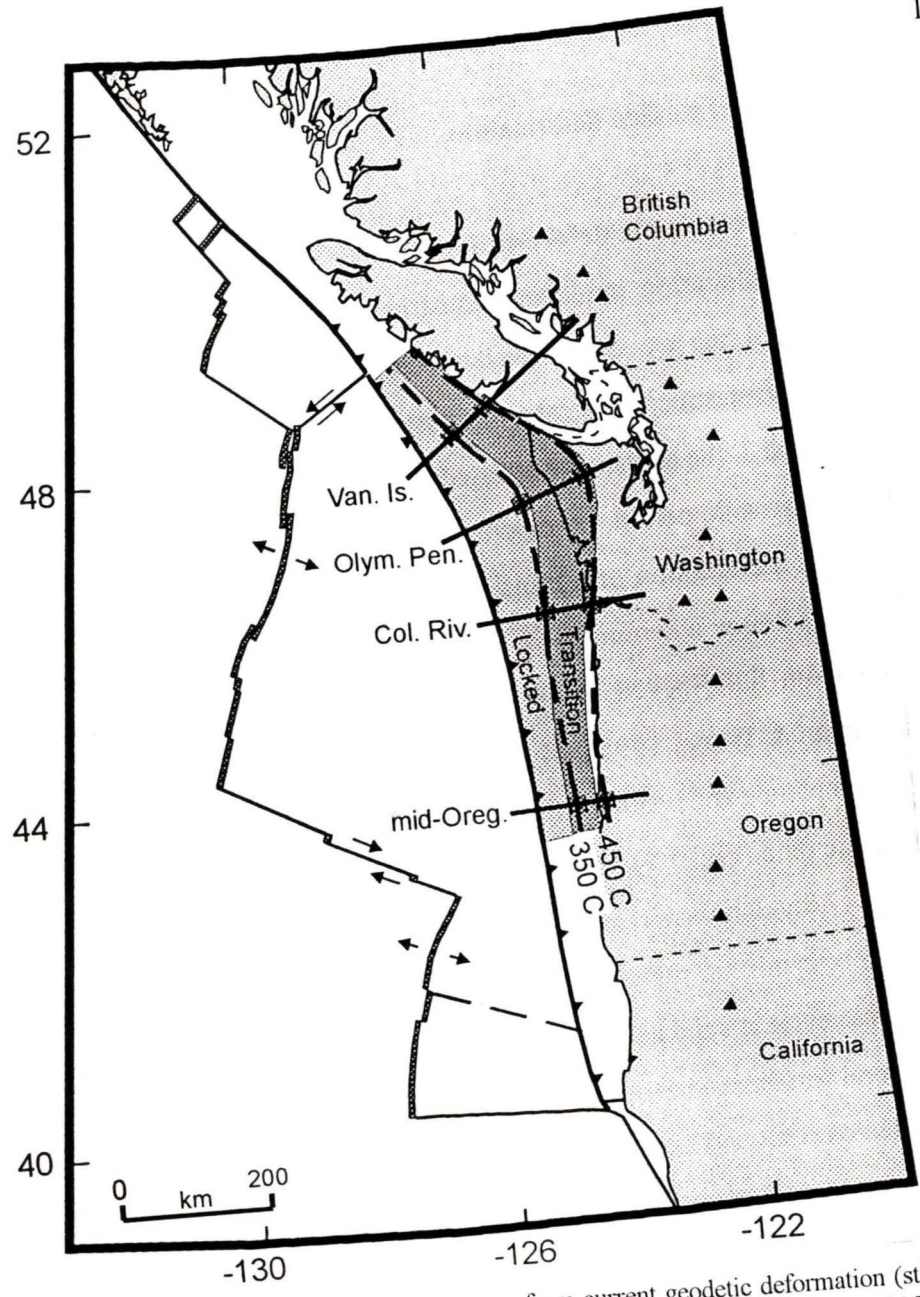 52
British
Columbia
48
Van. Is.
Olym. Pen.
Washington
Col. Riv.
Locked
Transition
44
mid-Oreg.
Oregon
350 C
450 C
California
40
0 200
km
-130
-126
-122
current geodetic deformation (st